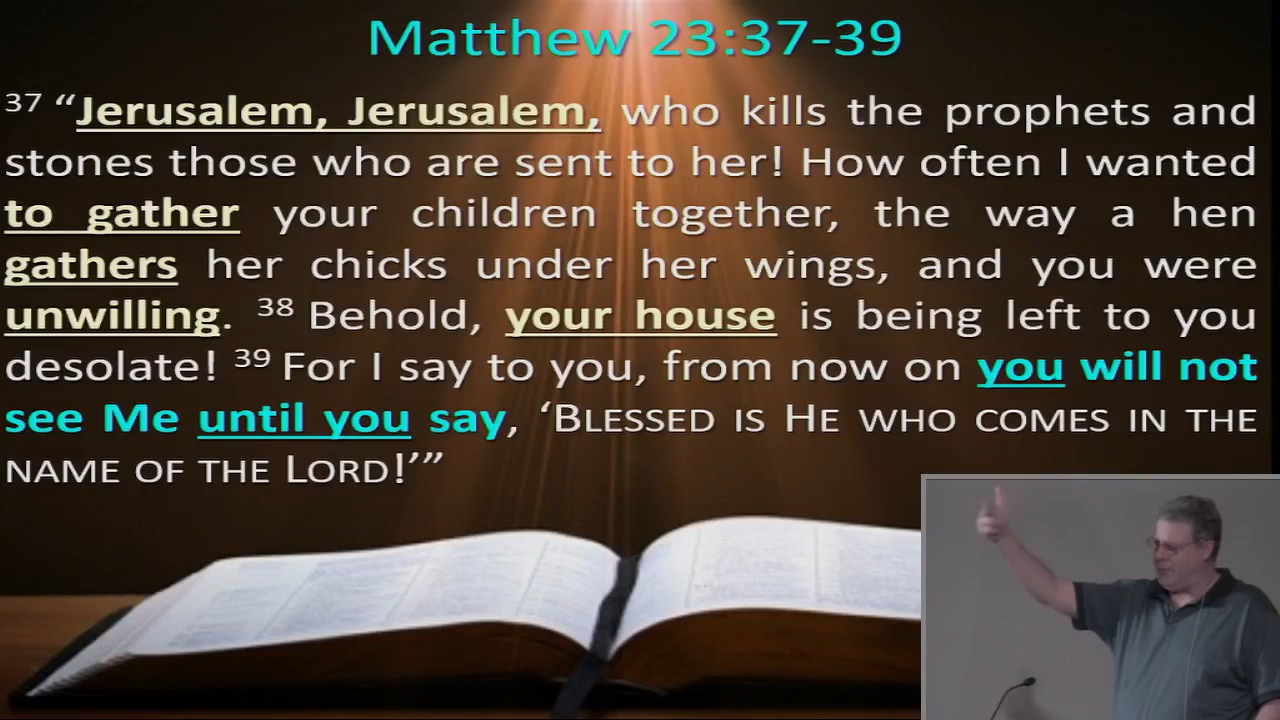 Matthew 23:37-39
37 “Jerusalem, Jerusalem, who kills the prophets and
stones those who are sent to her! How often I wanted
to gather your children together, the way a hen
gathers her chicks under her wings, and you were
unwilling. 38 Behold, your house is being left to you
desolate! 39 For I say to you, from now on you will not
see Me until you say, ‘BLESSED IS HE WHO COMES IN THE
NAME OF THE LORD!’”